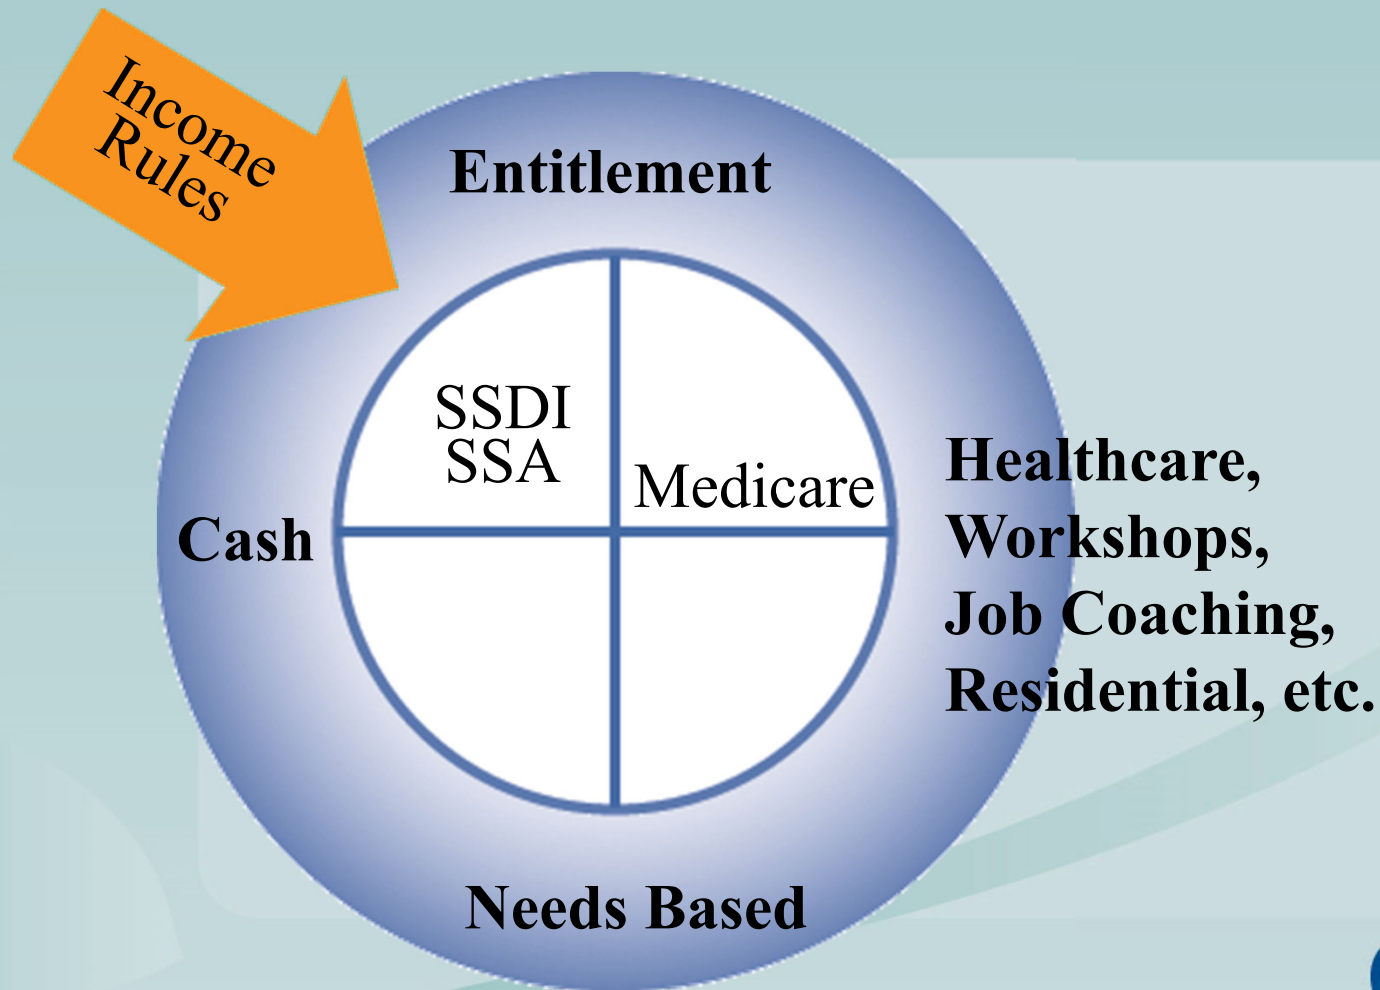 Income
Rules
Entitlement
SSDI
SSA
Medicare
Cash
Healthcare,
Workshops,
Job Coaching,
Residential, etc.
Needs Based